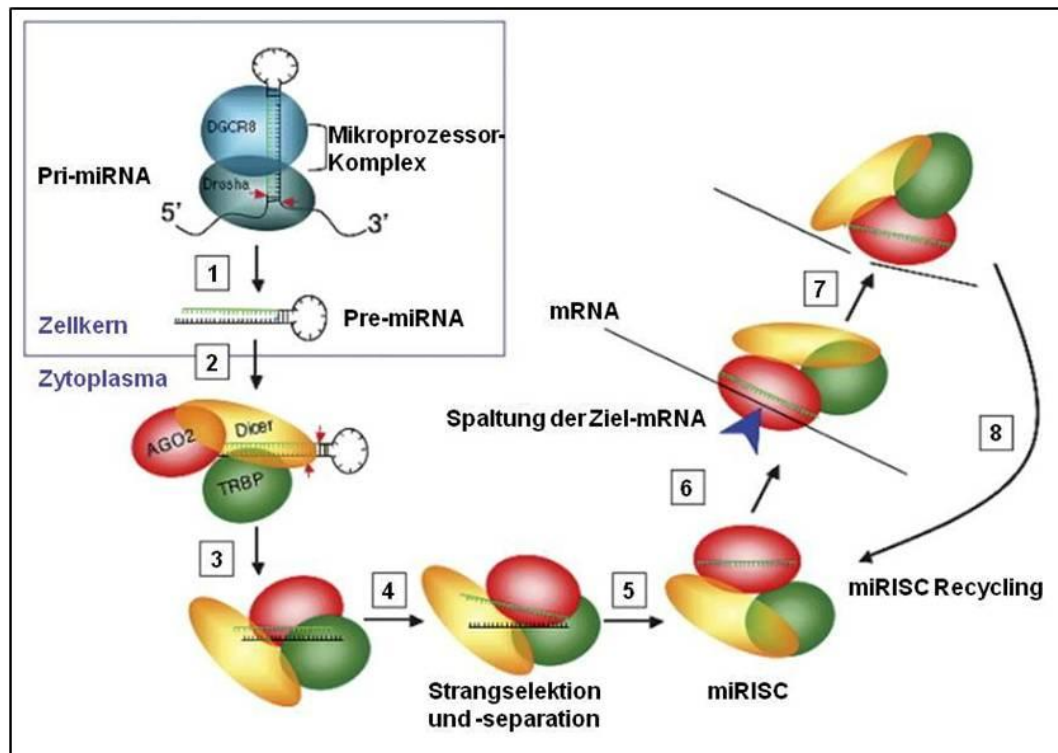 DGCR8
Mikroprozessor-
Komplex
Pri-miRNA
Drosha
5’
3’
1
Pre-miRNA
Zellkern
2
Zytoplasma
AGO2
Dicer
TRBP
3
4
Strangselektion
und -separation
5
miRISC
6
Spaltung der Ziel-mRNA
mRNA
7
8
miRISC Recycling